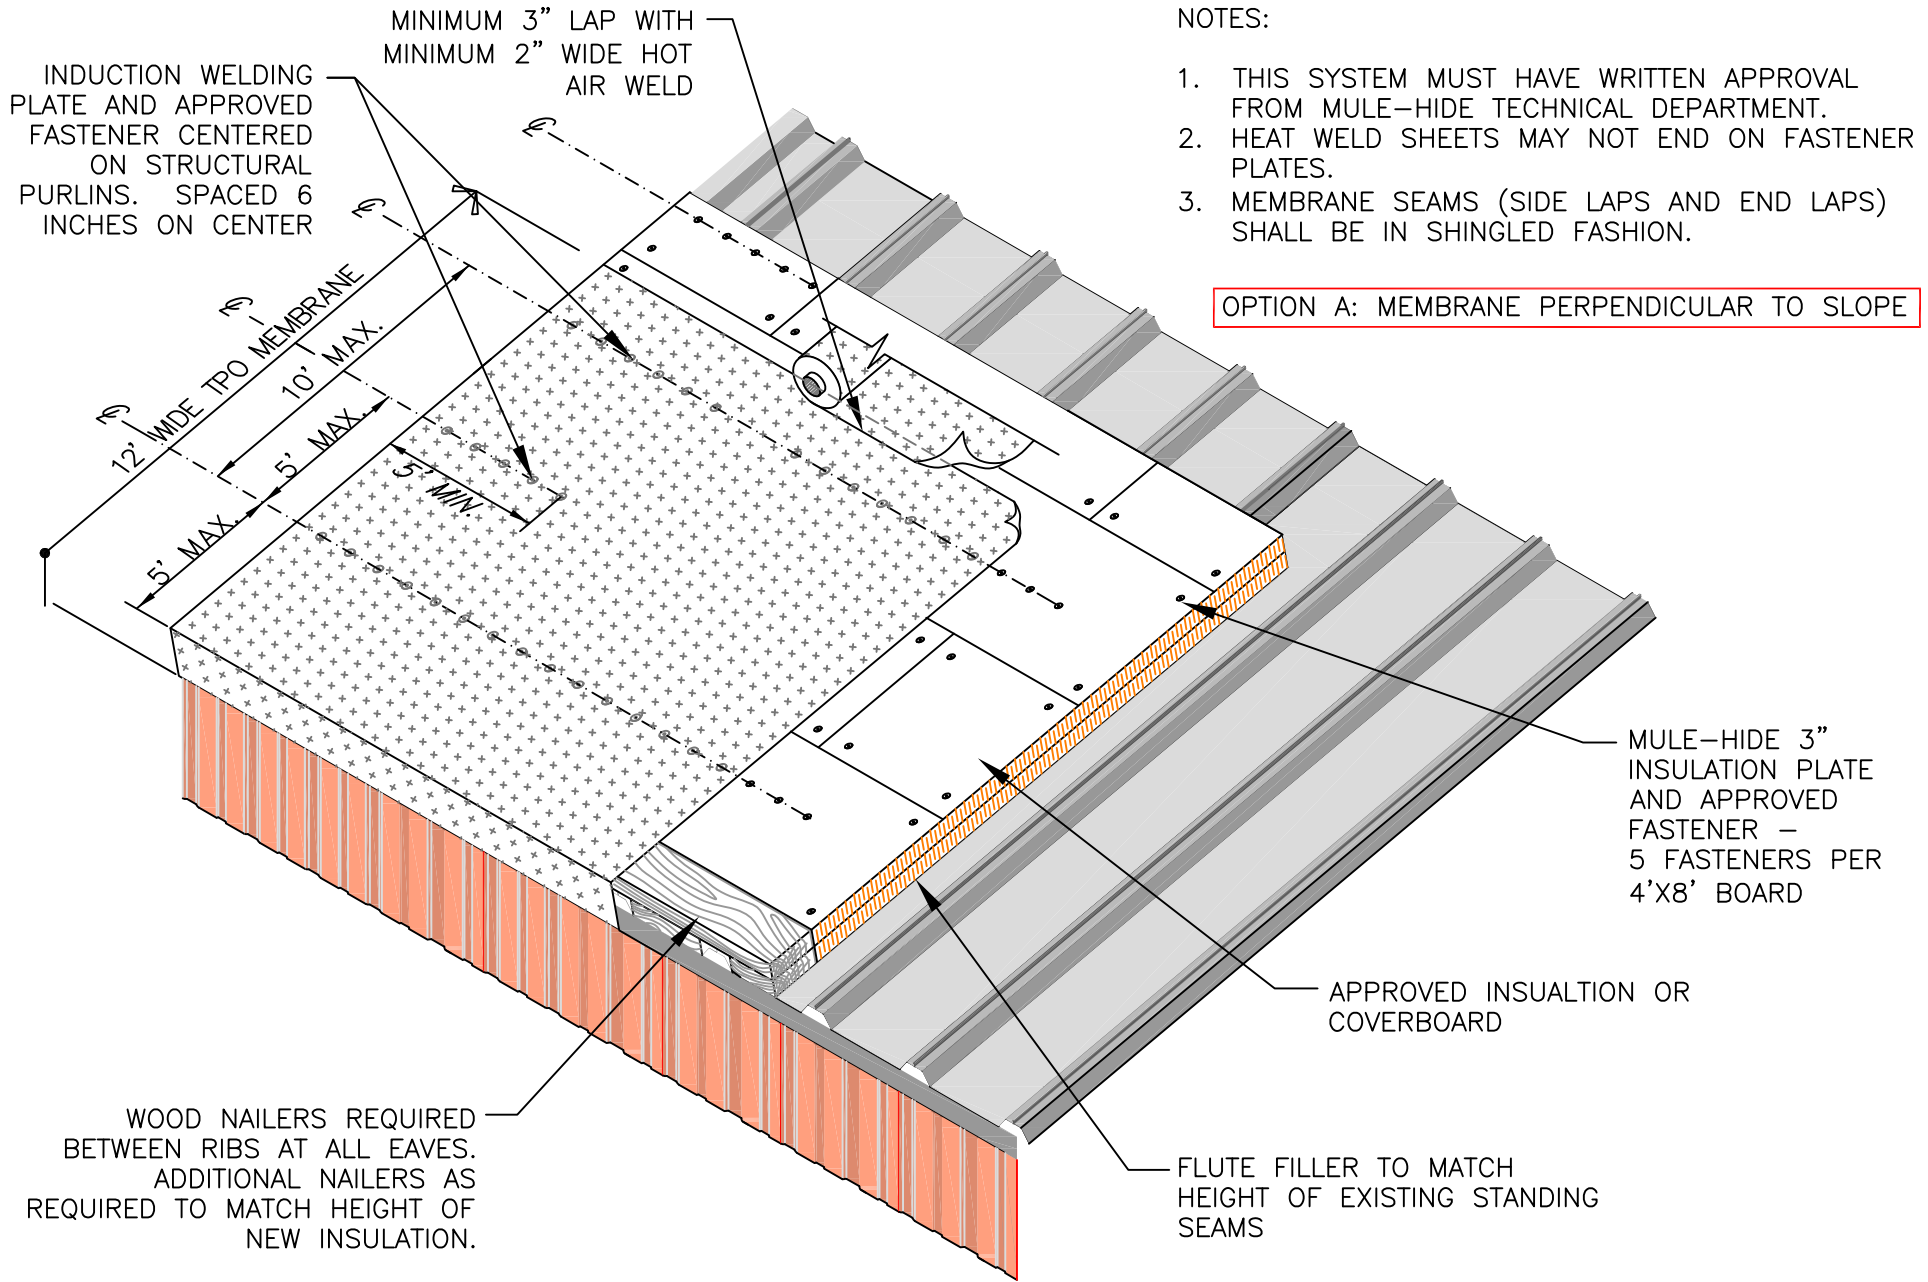 MINIMUM 3” LAP WITH
MINIMUM 2” WIDE HOT
AIR WELD
INDUCTION WELDING
PLATE AND APPROVED
FASTENER CENTERED
ON STRUCTURAL
PURLINS. SPACED 6
INCHES ON CENTER
NOTES:
1. THIS SYSTEM MUST HAVE WRITTEN APPROVAL
FROM MULE–HIDE TECHNICAL DEPARTMENT.
2. HEAT WELD SHEETS MAY NOT END ON FASTENER
PLATES.
3. MEMBRANE SEAMS (SIDE LAPS AND END LAPS)
SHALL BE IN SHINGLED FASHION.
OPTION A: MEMBRANE PERPENDICULAR TO SLOPE
12’ WIDE TPO MEMBRANE
10’ MAX.
5’ MAX.
5’ MAX.
5’ MIN.
MULE–HIDE 3”
INSULATION PLATE
AND APPROVED
FASTENER –
5 FASTENERS PER
4’X8’ BOARD
APPROVED INSUALTION OR
COVERBOARD
FLUTE FILLER TO MATCH
HEIGHT OF EXISTING STANDING
SEAMS
WOOD NAILERS REQUIRED
BETWEEN RIBS AT ALL EAVES.
ADDITIONAL NAILERS AS
REQUIRED TO MATCH HEIGHT OF
NEW INSULATION.